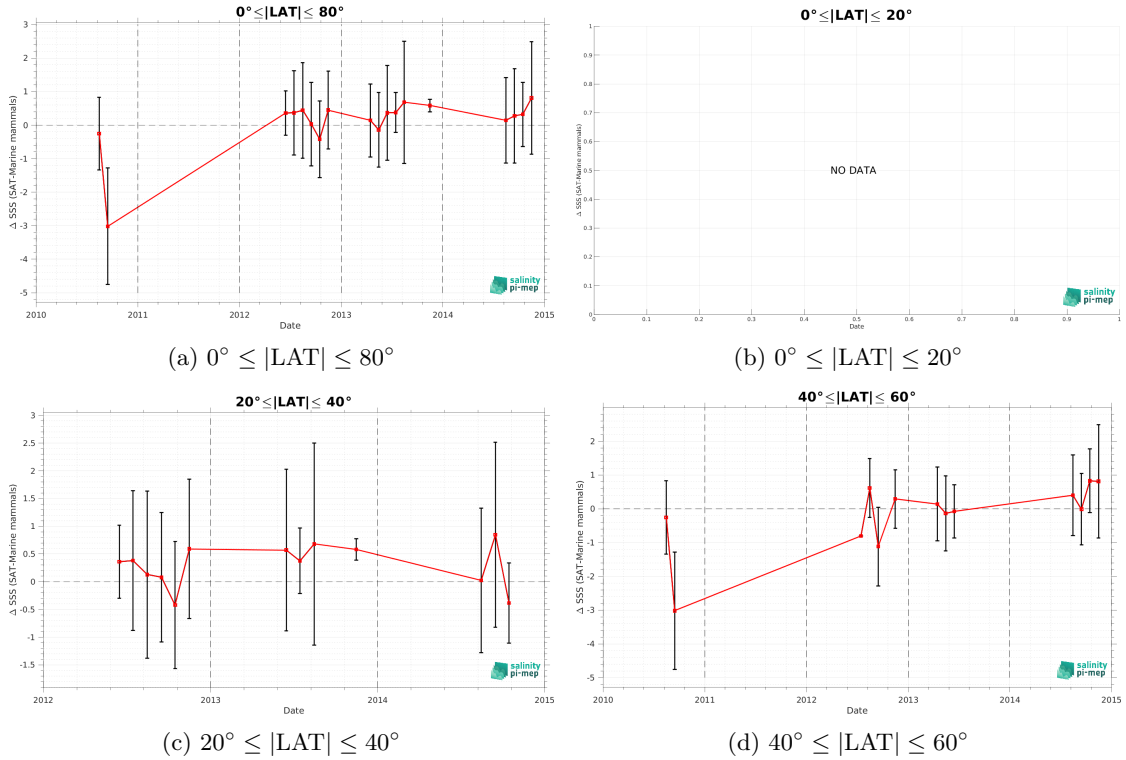 0°≤|LAT|≤ 80°
3
2
1
0
-1
-2
-3
-4
-5
Δ SSS (SAT-Marine mammals)
2010
2011
2012
2013
2014
2015
Date
salinity
pi-mep
(a) 0° ≤ |LAT| ≤ 80°
0°≤|LAT|≤ 20°
1
0.9
0.8
0.7
0.6
0.5
0.4
0.3
0.2
0.1
0
Δ SSS (SAT-Marine mammals)
NO DATA
0
0.1
0.2
0.3
0.4
0.5
0.6
0.7
0.8
0.9
1
Date
salinity
pi-mep
(b) 0° ≤ |LAT| ≤ 20°
20°≤|LAT|≤ 40°
3
2.5
2
1.5
1
0.5
0
-0.5
-1
-1.5
Δ SSS (SAT-Marine mammals)
2012
2013
2014
2015
Date
salinity
pi-mep
(c) 20° ≤ |LAT| ≤ 40°
40°≤|LAT|≤ 60°
2
1
0
-1
-2
-3
-4
-5
Δ SSS (SAT-Marine mammals)
2010
2011
2012
2013
2014
2015
Date
salinity
pi-mep
(d) 40° ≤ |LAT| ≤ 60°